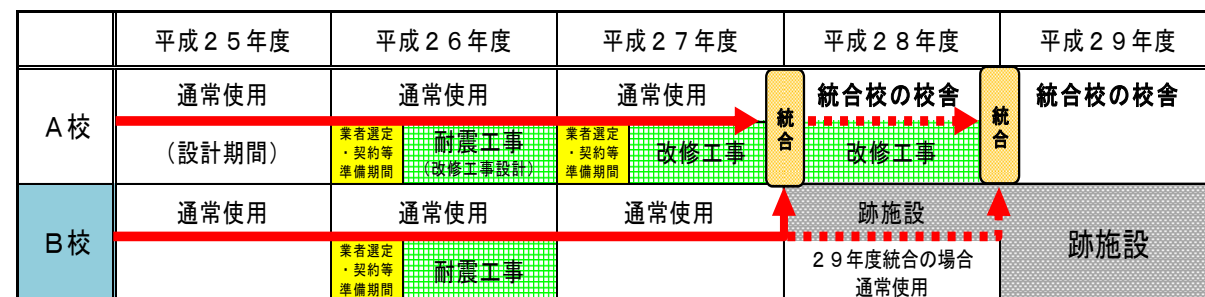 平成２５年度
平成２６年度
平成２７年度
平成２８年度
平成２９年度
Ａ校
通常使用
（設計期間）
通常使用
業者選定
・契約等
準備期間
耐震工事
（改修工事設計）
通常使用
業者選定
・契約等
準備期間
改修工事
統合
統合校の校舎
改修工事
統合
統合校の校舎
Ｂ校
通常使用
通常使用
業者選定
・契約等
準備期間
耐震工事
通常使用
跡施設
２９年度統合の場合
通常使用
跡施設